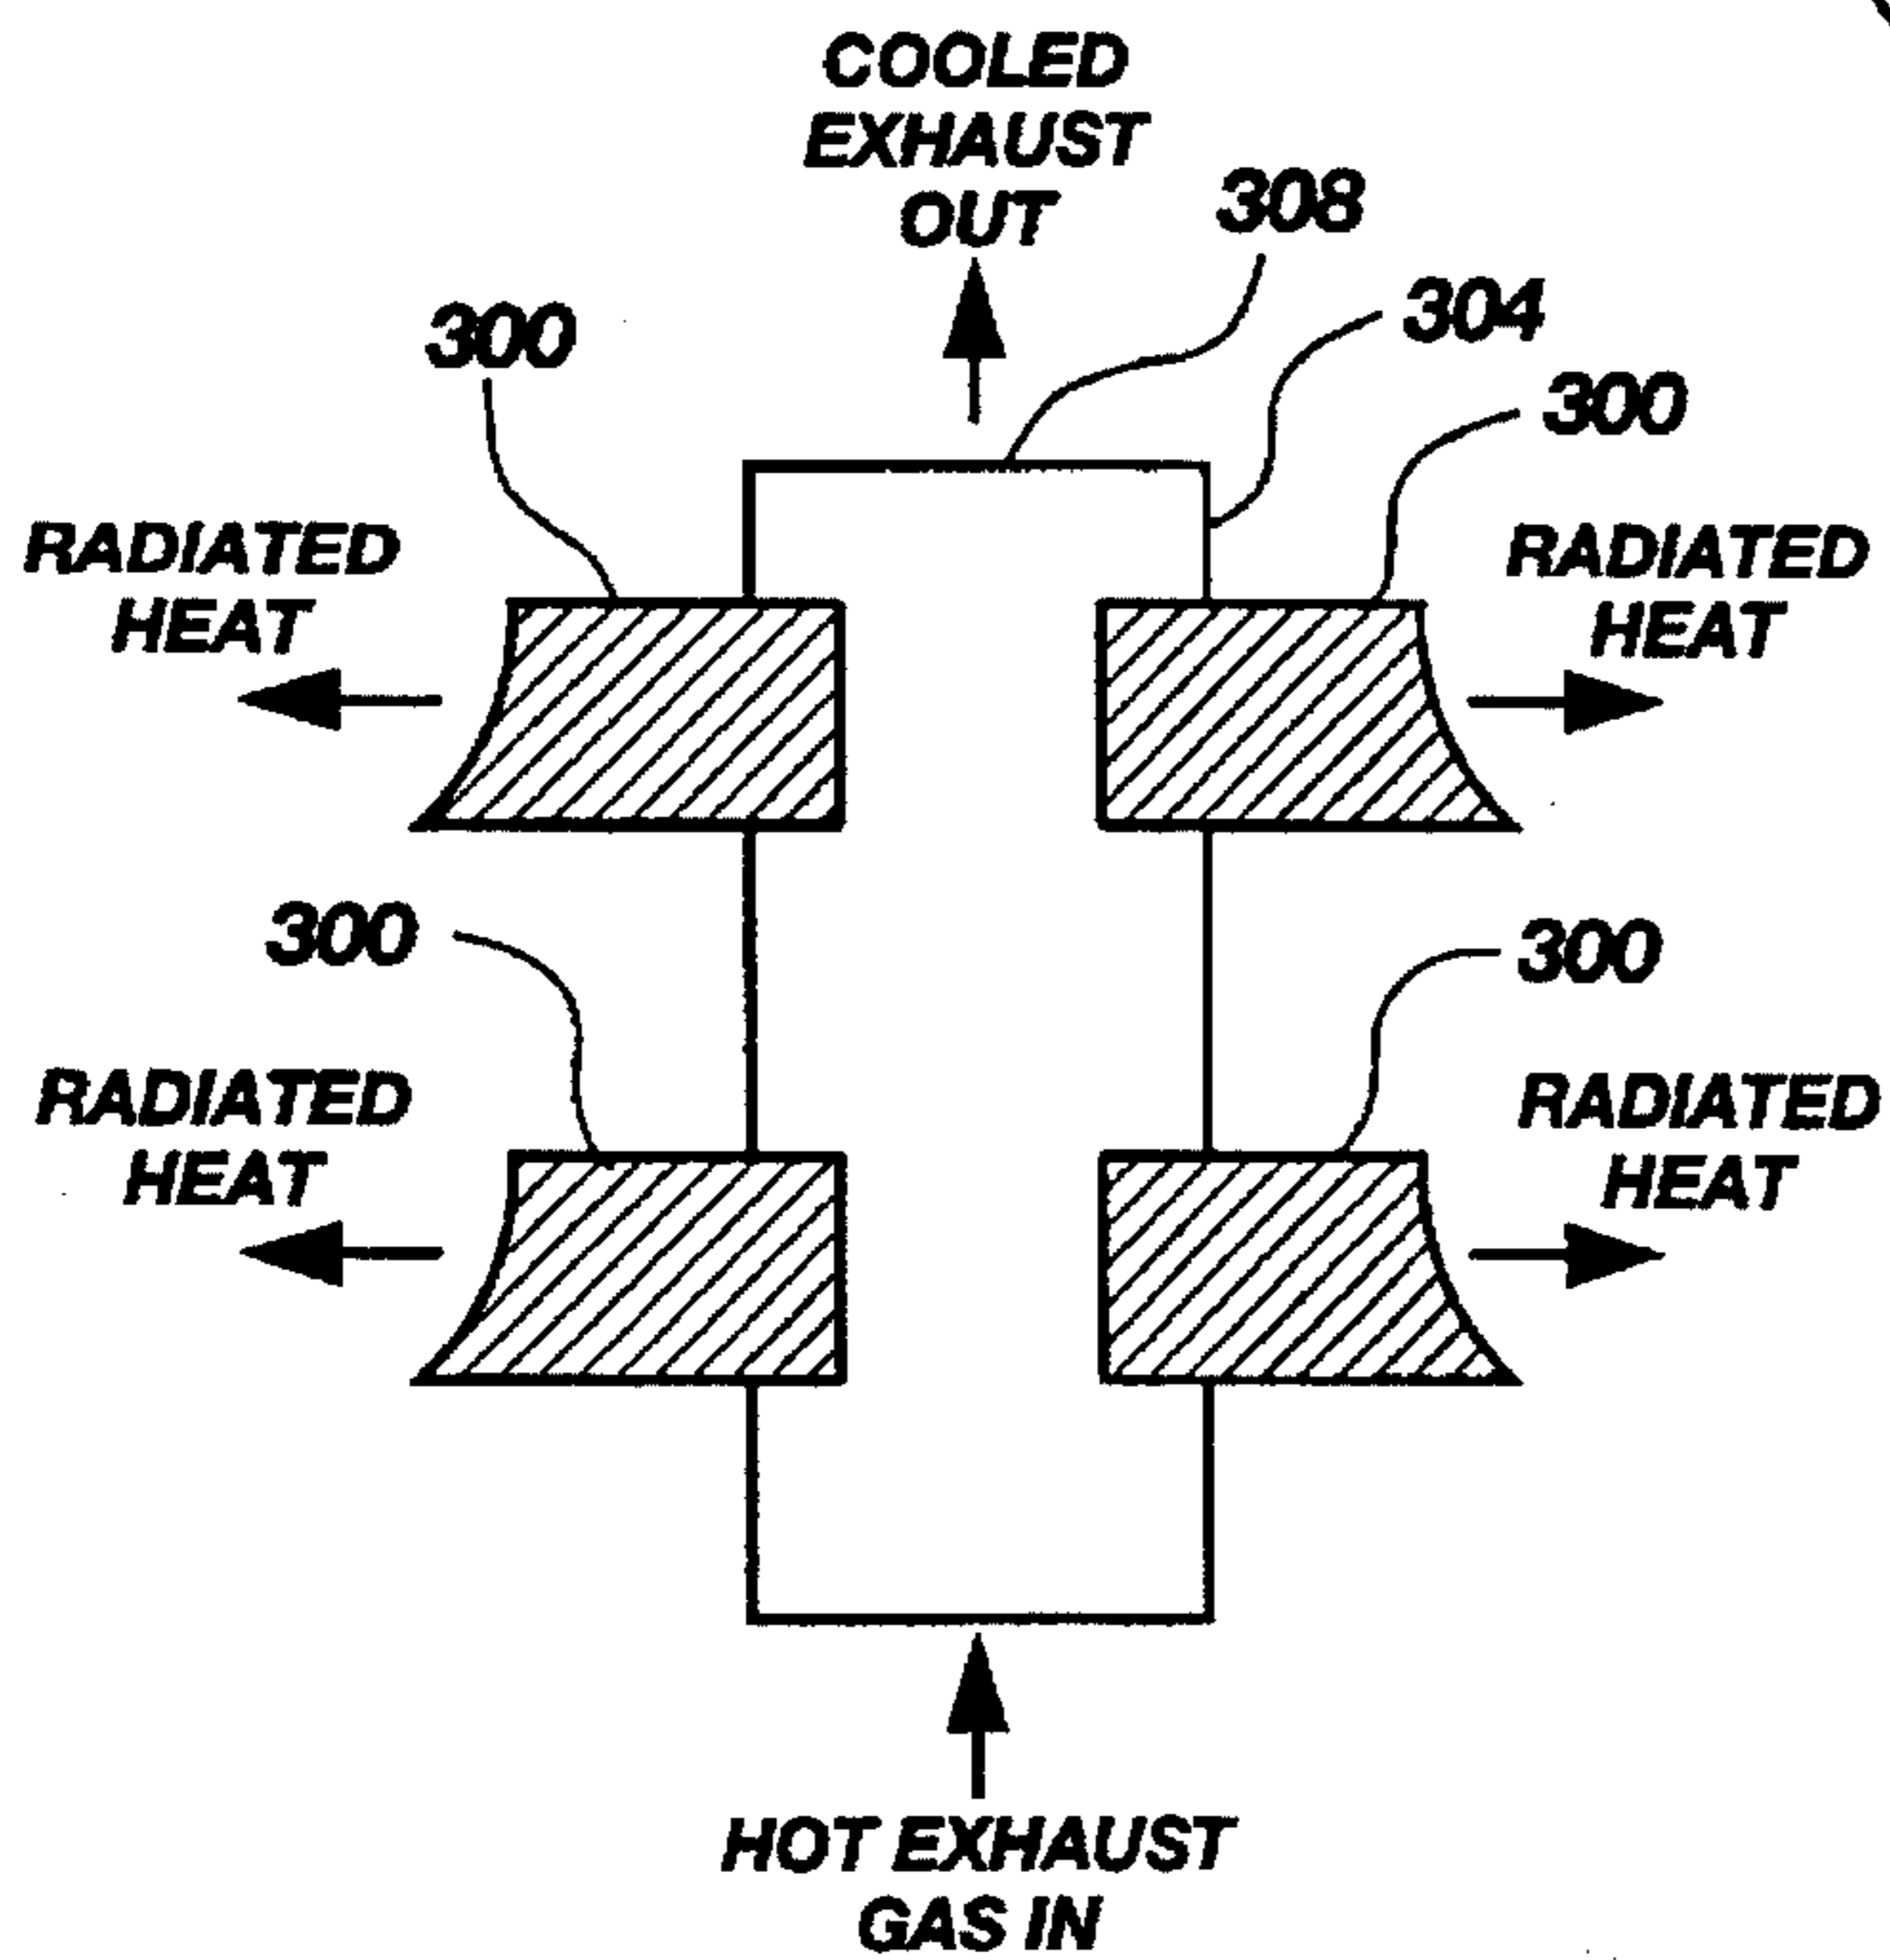 COOLED
EXHAUST
OUT
308
304
300
300
RADIATED
HEAT
RADIATED
HEAT
300
300
RADIATED
HEAT
RADIATED
HEAT
HOT EXHAUST
GAS IN